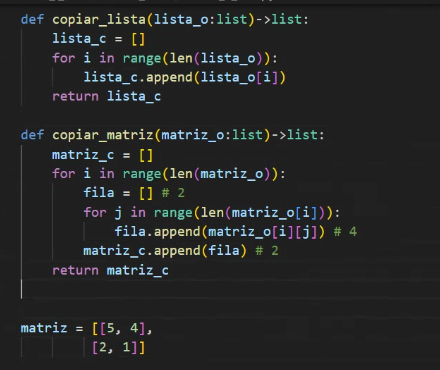 def copiar_lista(lista_o:list)->list:
    lista_c = []
    for i in range(len(lista_o)):
        lista_c.append(lista_o[i])
    return lista_c
def copiar_matriz(matriz_o:list)->list:
    matriz_c = []
    for i in range(len(matriz_o)):
        fila = [] # 2
        for j in range(len(matriz_o[i])):
            fila.append(matriz_o[i][j]) # 4
        matriz_c.append(fila) # 2
    return matriz_c
matriz = [[5, 4],
         [2, 1]]